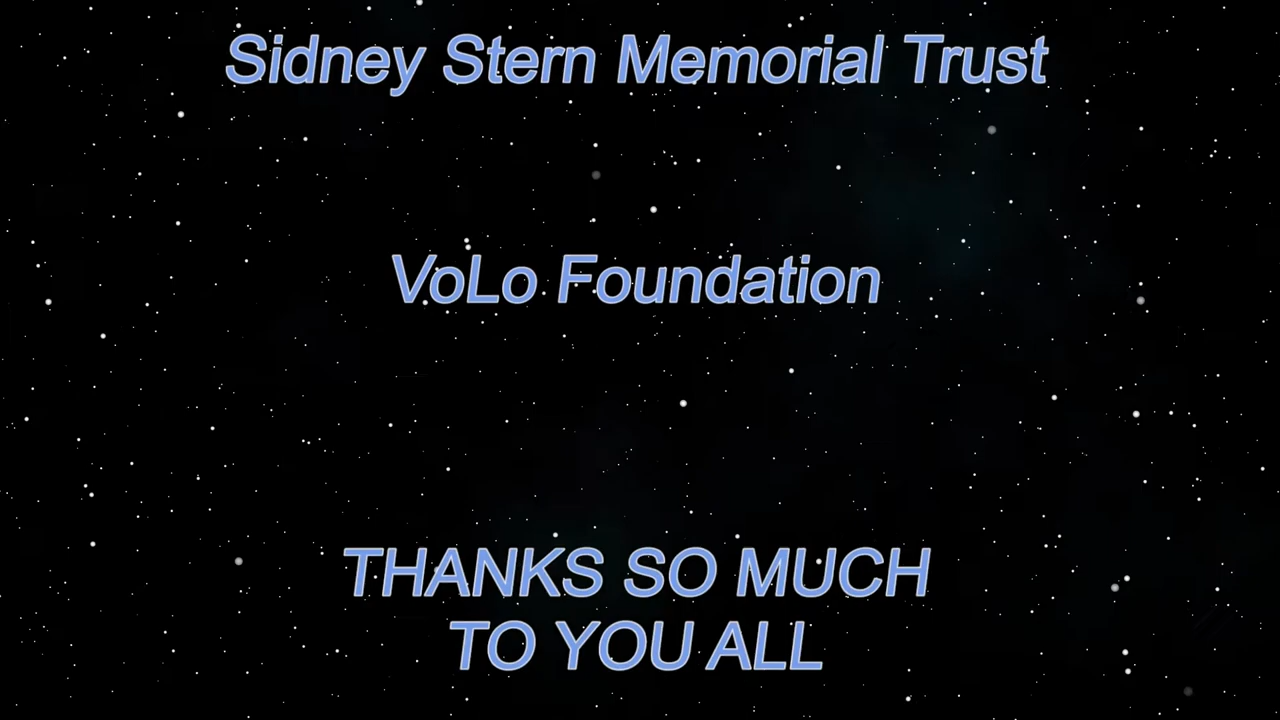 Sidney Stern Memorial Trust
VoLo Foundation
THANKS SO MUCH
TO YOU ALL